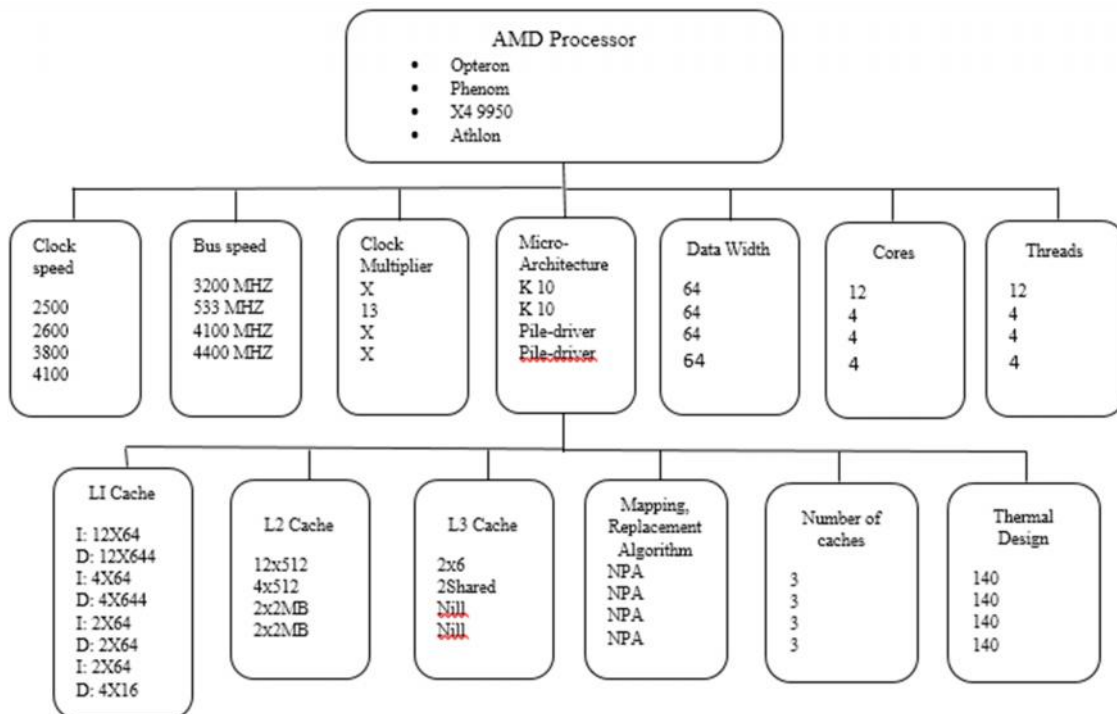 AMD Processor
• Opteron
• Phenom
• X4 9950
• Athlon
Clock
speed
2500
2600
3800
4100
Bus speed
3200 MHZ
533 MHZ
4100 MHZ
4400 MHZ
Clock
Multiplier
X
13
X
X
Micro-
Architecture
K 10
K 10
Pile-driver
Pile-driver
Data Width
64
64
64
64
Cores
12
4
4
4
Threads
12
4
4
4
LI Cache
I: 12X64
D: 12X644
I: 4X64
D: 4X644
I: 2X64
D: 2X64
I: 2X64
D: 4X16
L2 Cache
12x512
4x512
2x2MB
2x2MB
L3 Cache
2x6
2Shared
Nill
Nill
Mapping,
Replacement
Algorithm
NPA
NPA
NPA
NPA
Number of
caches
3
3
3
3
Thermal
Design
140
140
140
140